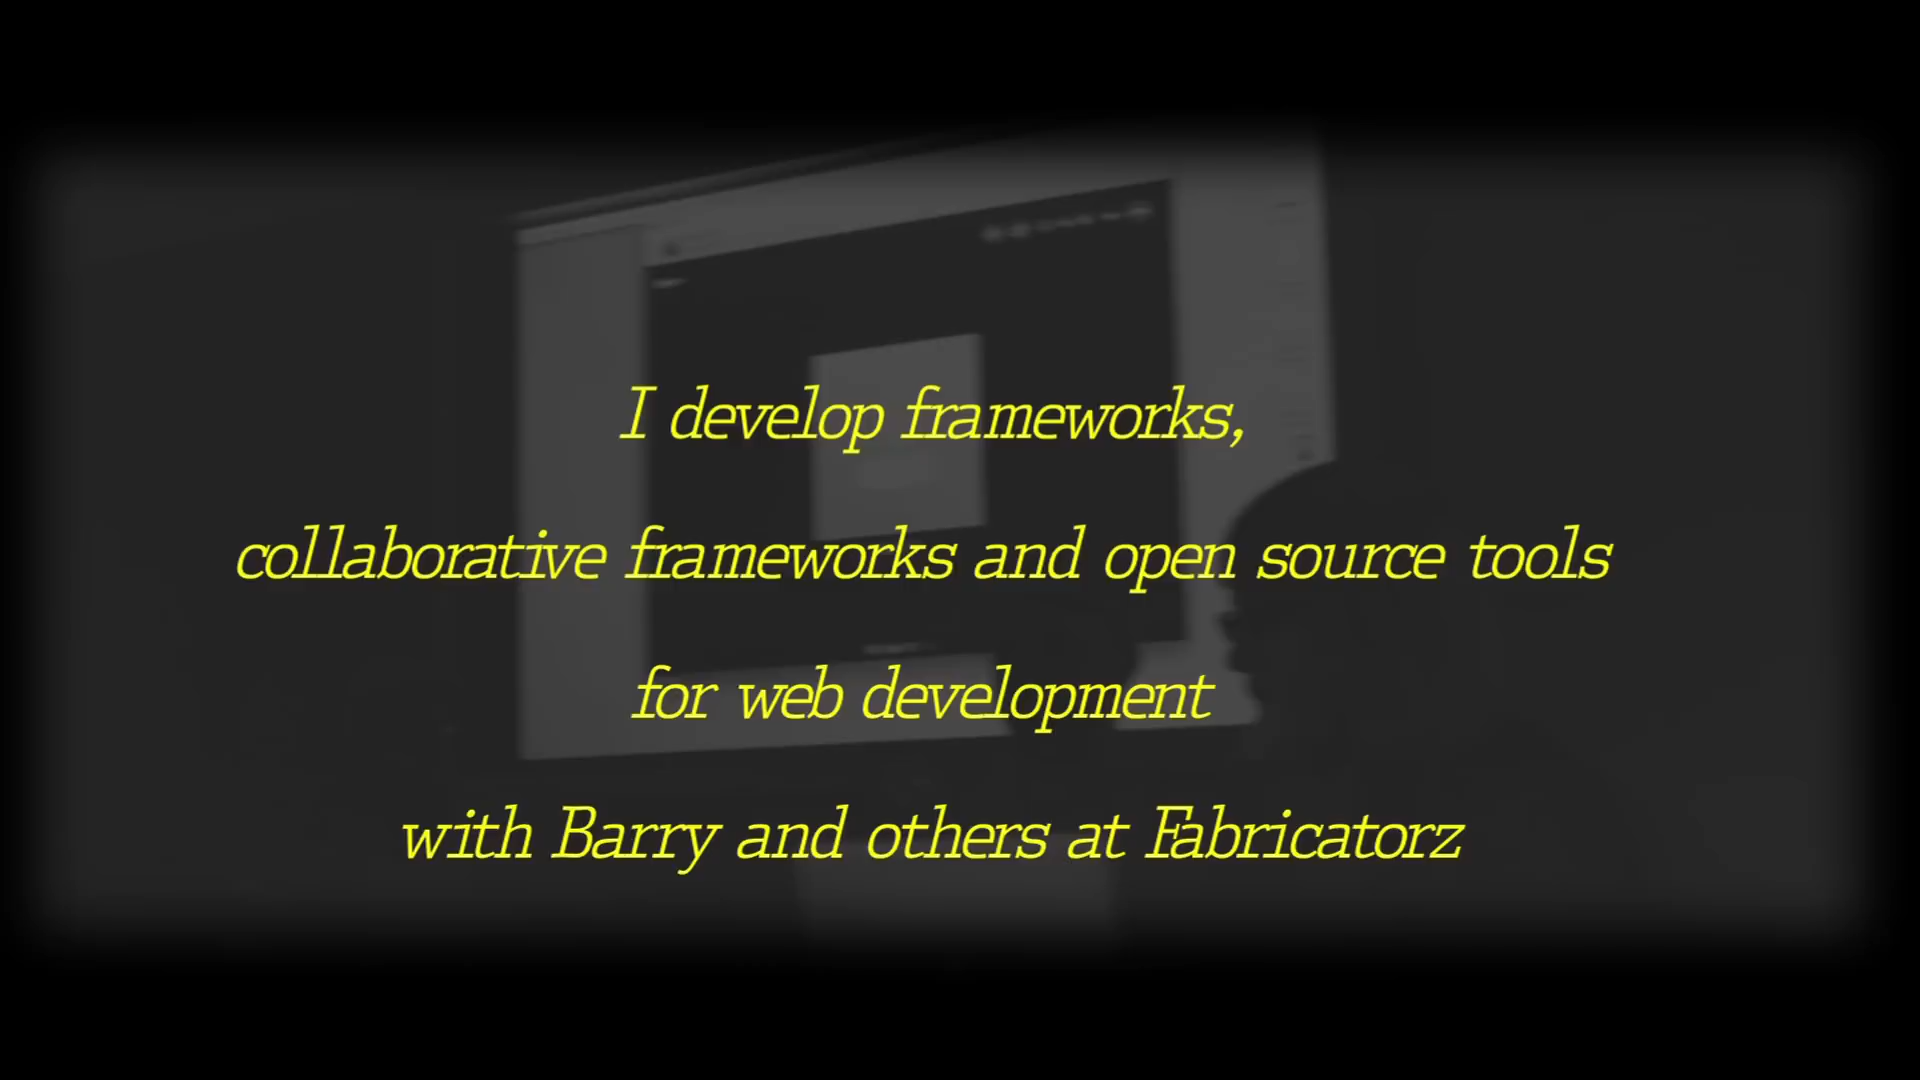 I develop frameworks,
collaborative frameworks and open source tools
for web development
with Barry and others at Fabricatorz